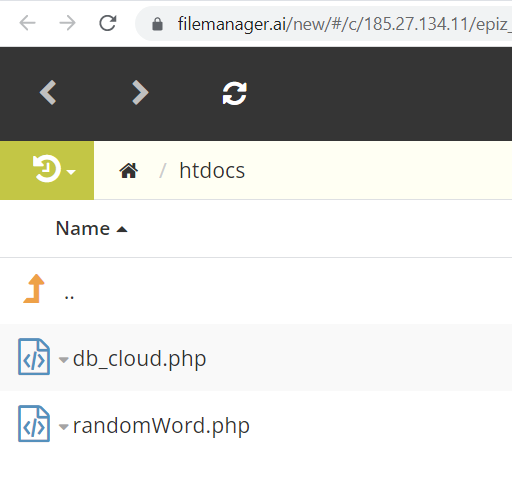 filemanager.ai/new/#/c/185.27.134.11/epiz_
/ htdocs
Name
..
db_cloud.php
randomWord.php